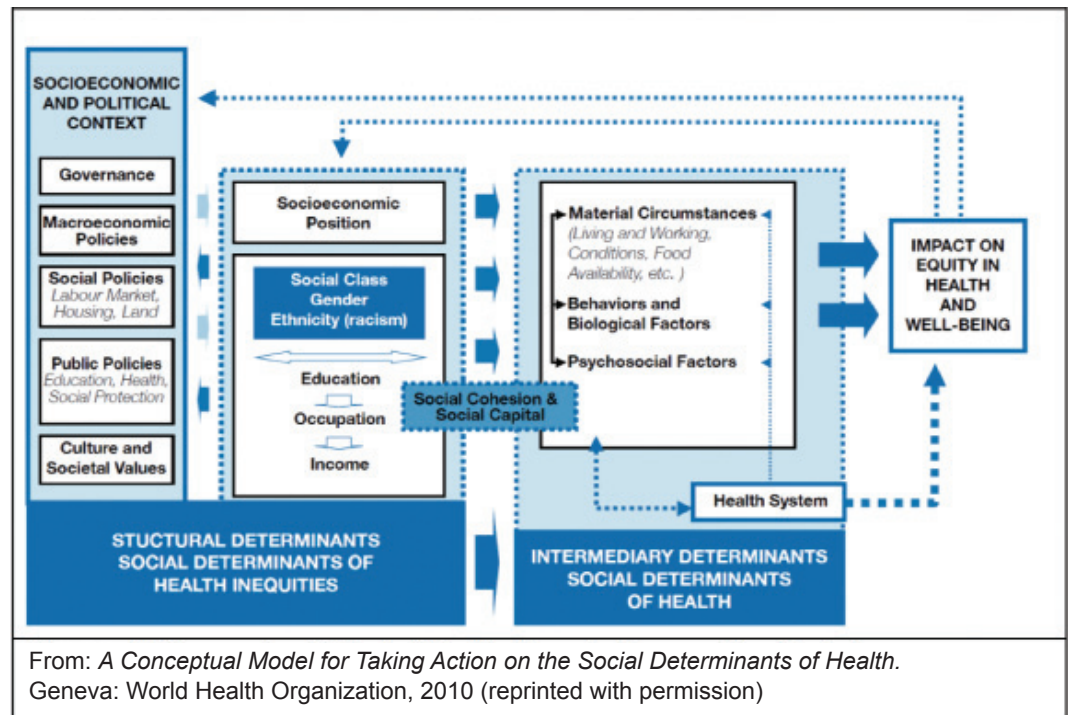 SOCIOECONOMIC
AND POLITICAL
CONTEXT
Governance
Macroeconomic
Policies
Social Policies
Labour Market,
Housing, Land
Public Policies
Education, Health,
Social Protection
Culture and
Societal Values
Socioeconomic
Position
Social Class
Gender
Ethnicity (racism)
Education
Occupation
Income
Social Cohesion &
Social Capital
Material Circumstances
(Living and Working,
Conditions, Food
Availability, etc. )
Behaviors and
Biological Factors
Psychosocial Factors
Health System
IMPACT ON
EQUITY IN
HEALTH
AND
WELL-BEING
STUCTURAL DETERMINANTS
SOCIAL DETERMINANTS OF
HEALTH INEQUITIES
INTERMEDIARY DETERMINANTS
SOCIAL DETERMINANTS
OF HEALTH
From: A Conceptual Model for Taking Action on the Social Determinants of Health.
Geneva: World Health Organization, 2010 (reprinted with permission)